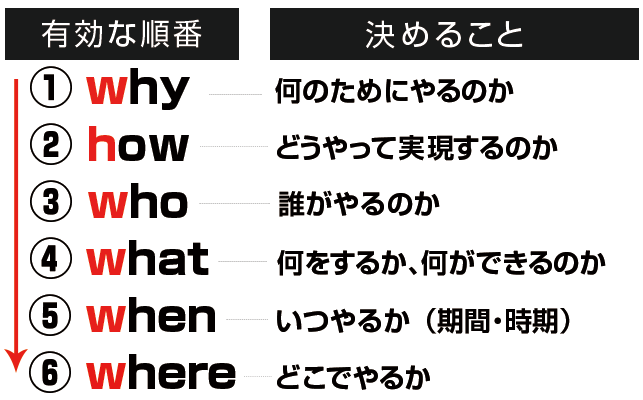 有効な順番 決めること
① why 何のためにやるのか
② how どうやって実現するのか
③ who 誰がやるのか
④ what 何をするか、何ができるのか
⑤ when いつやるか（期間・時期）
⑥ where どこでやるか